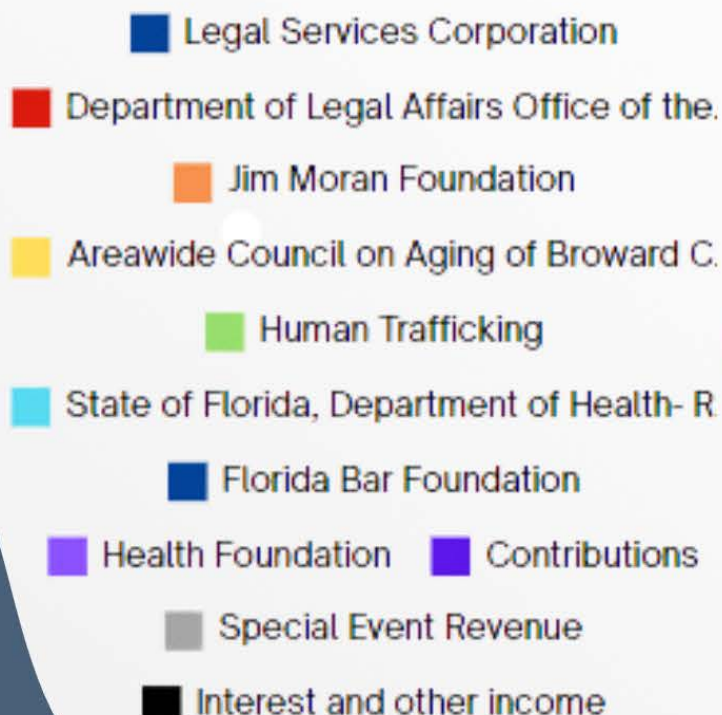 Legal Services Corporation
Department of Legal Affairs Office of the.
Jim Moran Foundation
Areawide Council on Aging of Broward C.
Human Trafficking
State of Florida, Department of Health- R
Florida Bar Foundation
Health Foundation Contributions
Special Event Revenue
Interest and other income